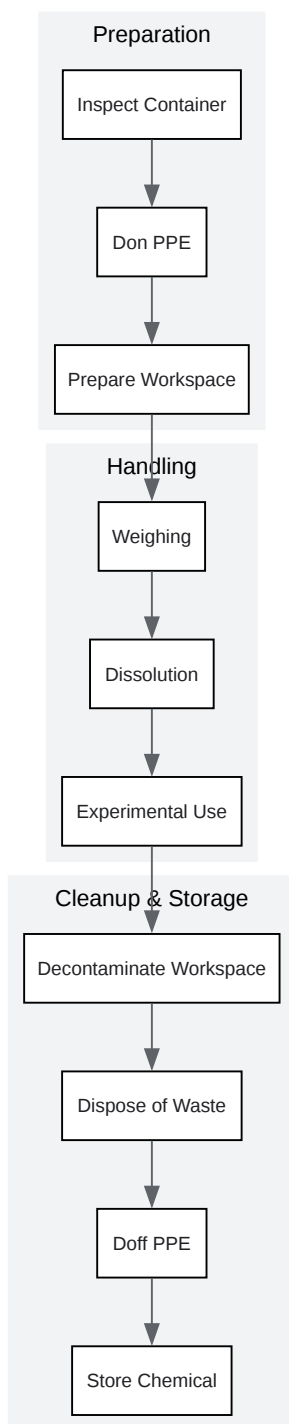 Preparation
Inspect Container
Don PPE
Prepare Workspace
Handling
Weighing
Dissolution
Experimental Use
Cleanup & Storage
Decontaminate Workspace
Dispose of Waste
Doff PPE
Store Chemical